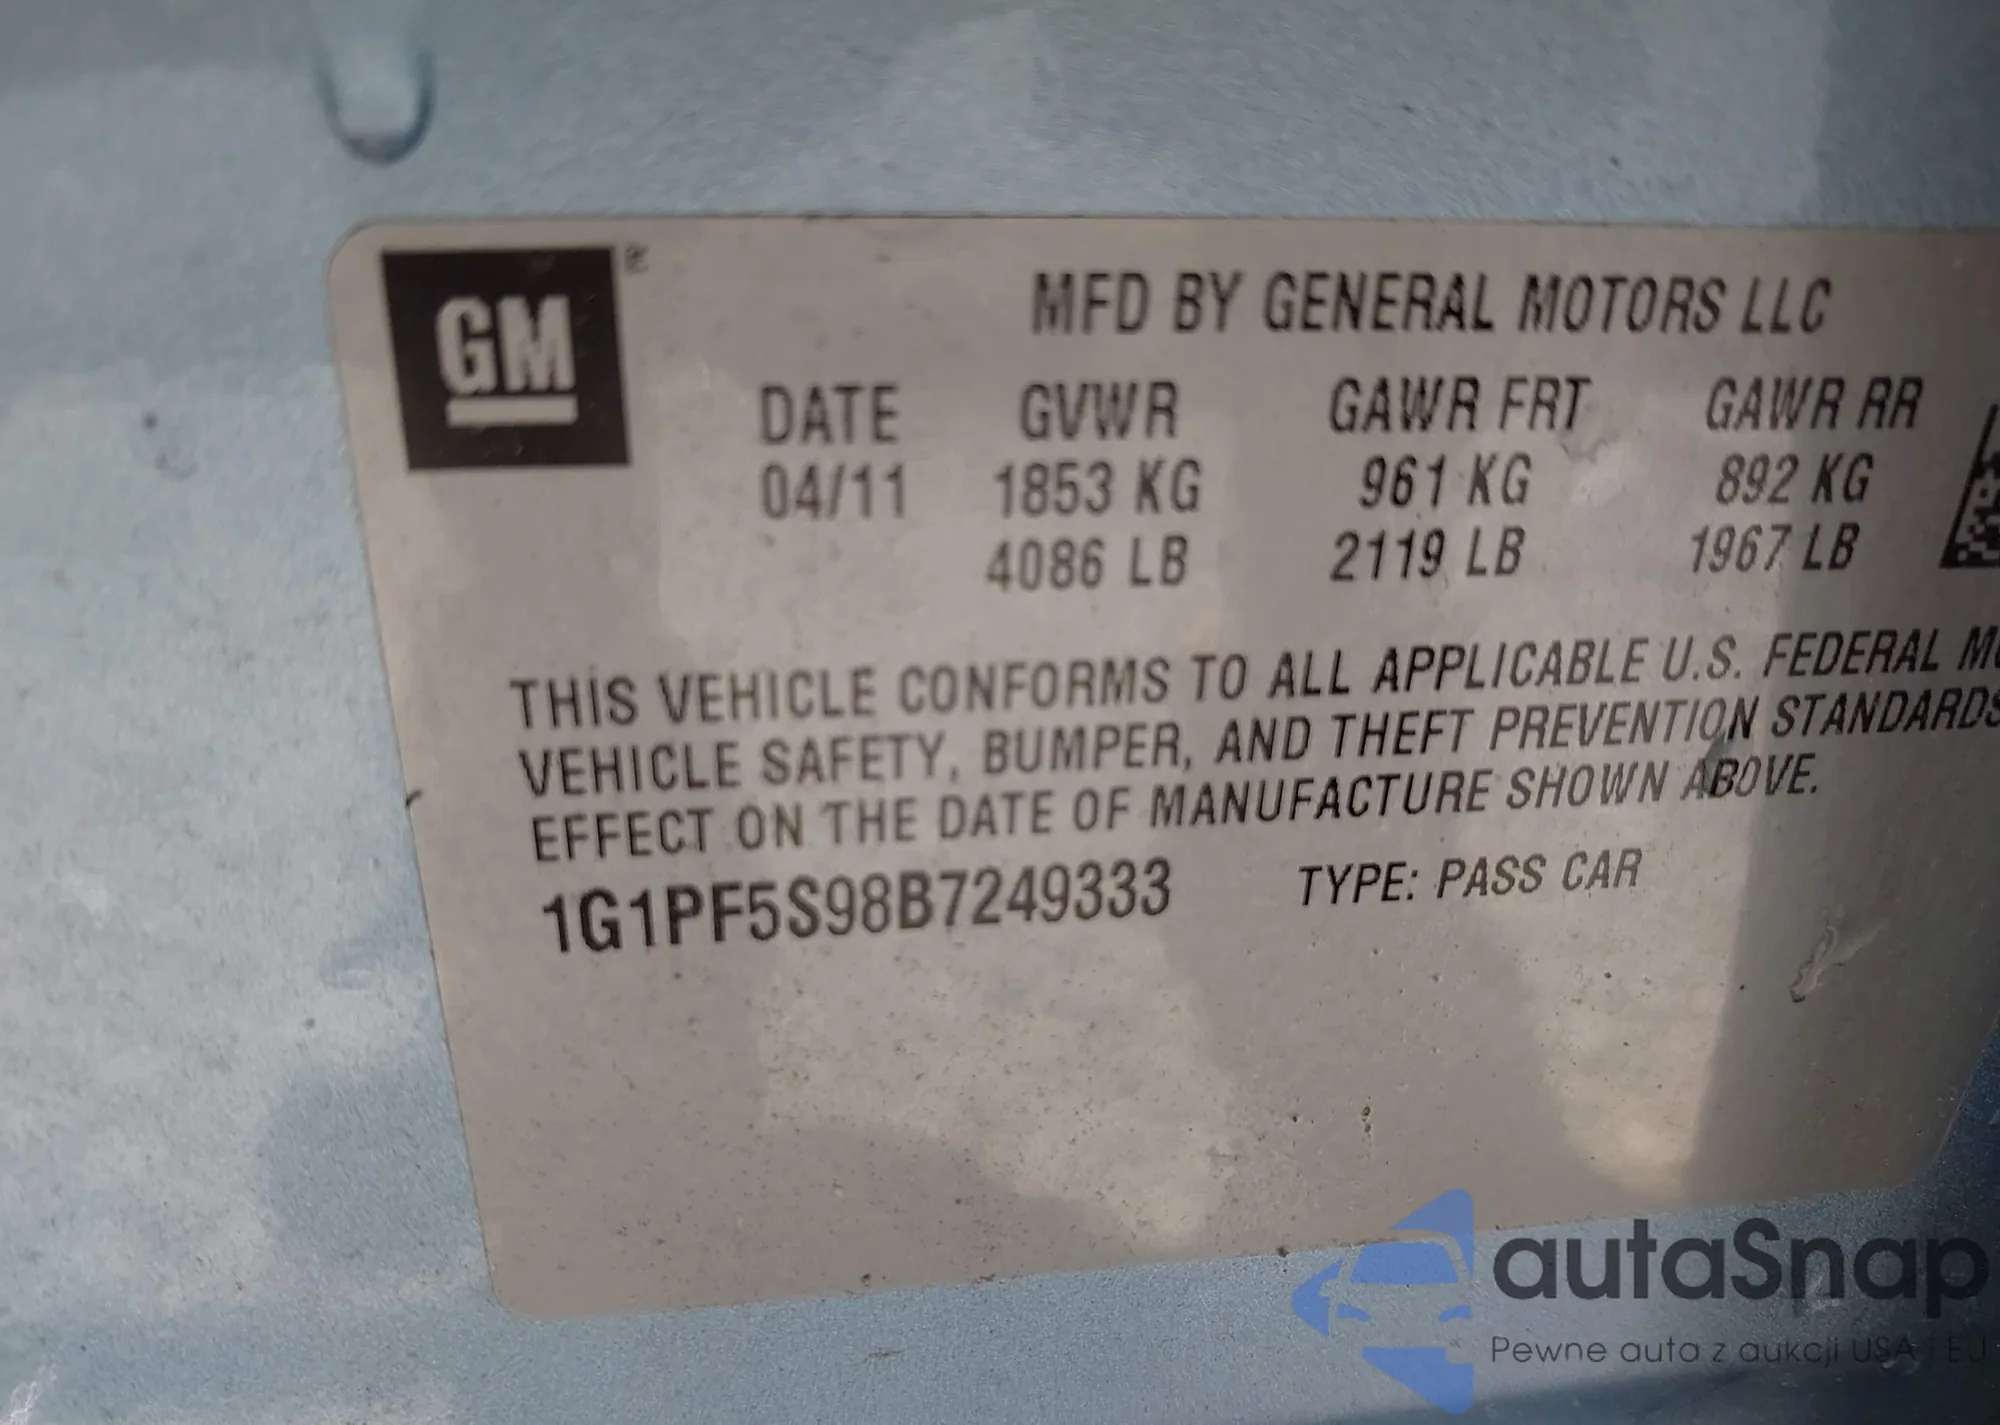 GM
MFD BY GENERAL MOTORS LLC
DATE GVWR GAWR FRT GAWR RR
04/11 1853 KG 961 KG 892 KG
4086 LB 2119 LB 1967 LB
THIS VEHICLE CONFORMS TO ALL APPLICABLE U.S. FEDERAL
VEHICLE SAFETY, BUMPER, AND THEFT PREVENTION STANDARDS
EFFECT ON THE DATE OF MANUFACTURE SHOWN ABOVE.
1G1PF5S98B7249333 TYPE: PASS CAR
autaSnap
Pewne auta z aukcji USA i EU